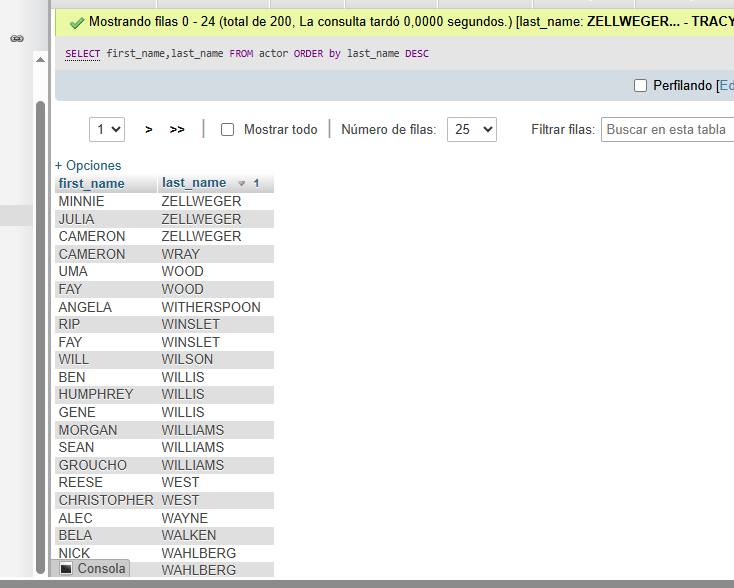 Mostrando filas 0 - 24 (total de 200, La consulta tardó 0,0000 segundos.) [last_name: ZELLWEGER... - TRACY
SELECT first_name,last_name FROM actor ORDER by last_name DESC
Perfilando [Ed
1 > >> | Mostrar todo | Número de filas: 25 Filtrar filas: Buscar en esta tabla
+ Opciones
first_name last_name 1
MINNIE ZELLWEGER
JULIA ZELLWEGER
CAMERON ZELLWEGER
CAMERON WRAY
UMA WOOD
FAY WOOD
ANGELA WITHERSPOON
RIP WINSLET
FAY WINSLET
WILL WILSON
BEN WILLIS
HUMPHREY WILLIS
GENE WILLIS
MORGAN WILLIAMS
SEAN WILLIAMS
GROUCHO WILLIAMS
REESE WEST
CHRISTOPHER WEST
ALEC WAYNE
BELA WALKEN
NICK WAHLBERG
Consola WAHLBERG